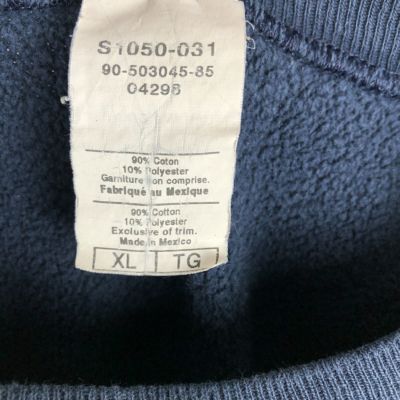 S1050-031
90-503045-85
04298
90% Coton
10% Polyester
Garniture non comprise.
Fabriqué au Mexique
90% Cotton
10% Polyester
Exclusive of trim.
Made in Mexico
XL TG